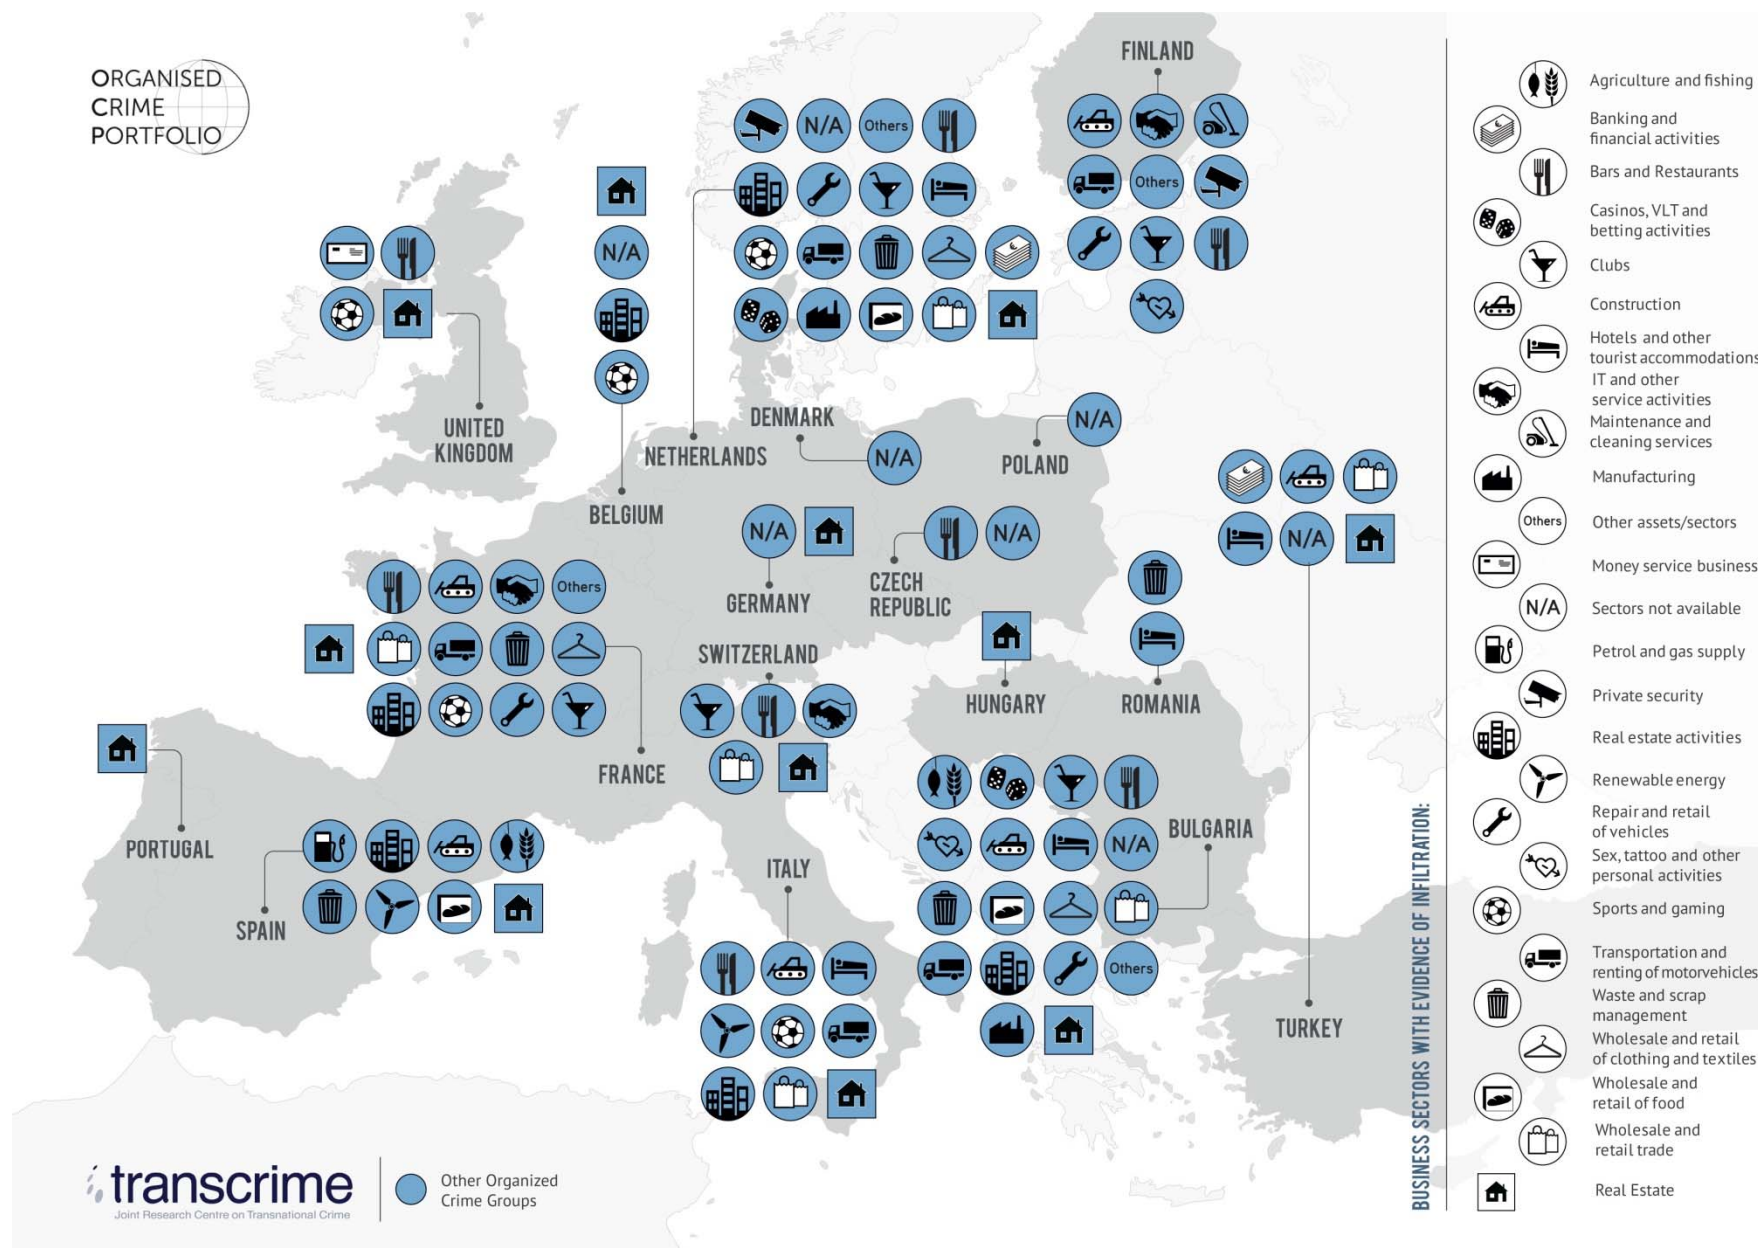 ORGANISED
CRIME
PORTFOLIO
FINLAND
N/A
Others
Others
N/A
UNITED
KINGDOM
DENMARK
N/A
NETHERLANDS
N/A
POLAND
BELGIUM
N/A
N/A
N/A
CZECH
REPUBLIC
GERMANY
Others
SWITZERLAND
HUNGARY
ROMANIA
FRANCE
PORTUGAL
SPAIN
ITALY
BULGARIA
N/A
Others
TURKEY
BUSINESS SECTORS WITH EVIDENCE OF INFILTRATION:
Agriculture and fishing
Banking and
financial activities
Bars and Restaurants
Casinos, VLT and
betting activities
Clubs
Construction
Hotels and other
tourist accommodations
IT and other
service activities
Maintenance and
cleaning services
Manufacturing
Others
Other assets/sectors
Money service business
N/A
Sectors not available
Petrol and gas supply
Private security
Real estate activities
Renewable energy
Repair and retail
of vehicles
Sex, tattoo and other
personal activities
Sports and gaming
Transportation and
renting of motorvehicles
Waste and scrap
management
Wholesale and retail
of clothing and textiles
Wholesale and
retail of food
Wholesale and
retail trade
Real Estate
transcrime
Joint Research Centre on Transnational Crime
Other Organized
Crime Groups